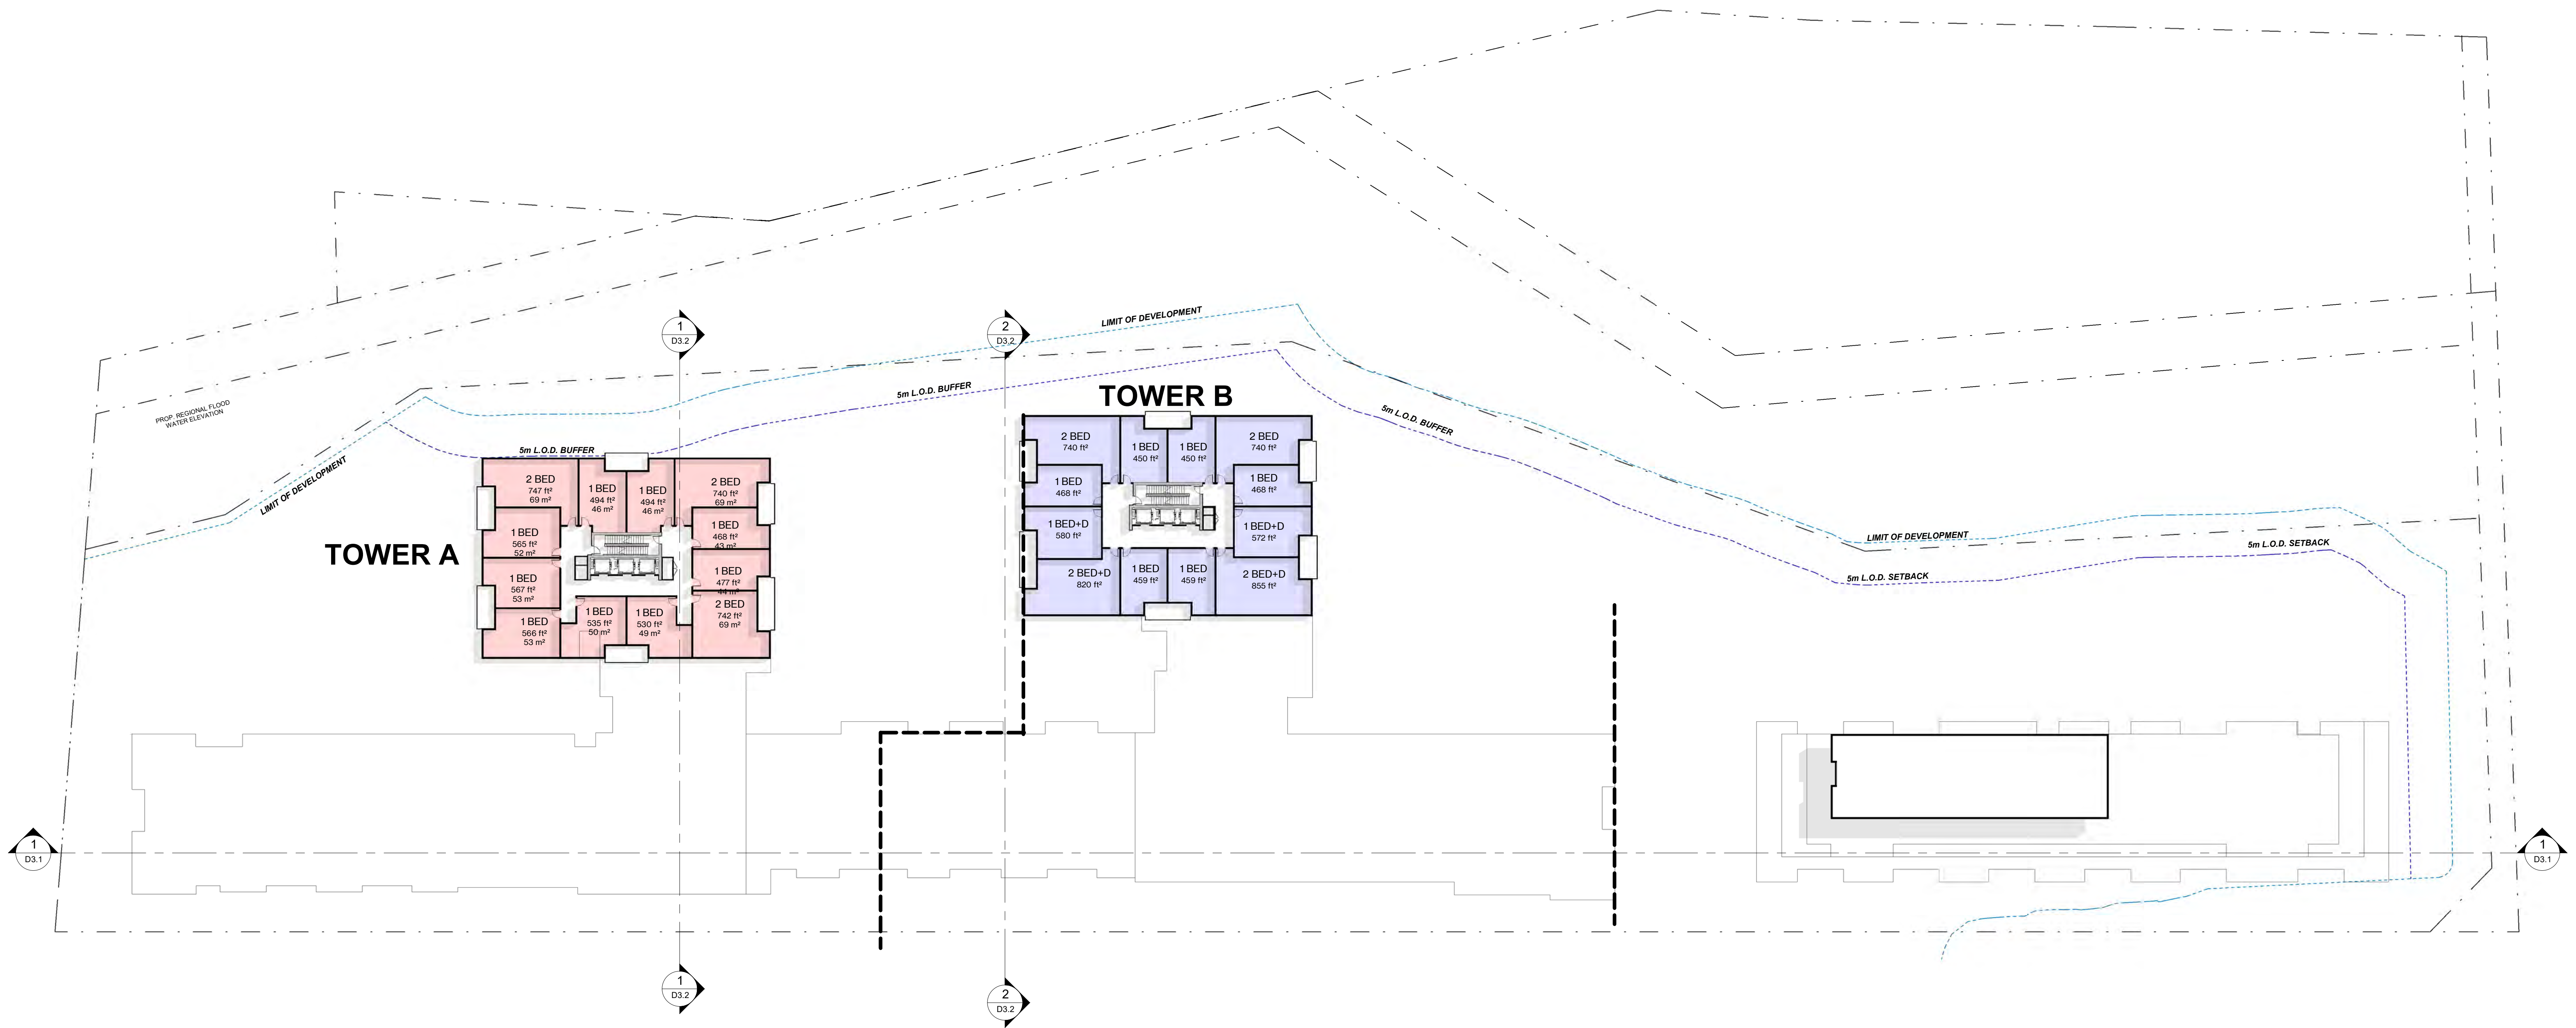 LIMIT OF DEVELOPMENT
1
D3.2
2
D3.2
5m L.O.D. BUFFER
TOWER B
PROP. REGIONAL FLOOD
WATER ELEVATION
5m L.O.D. BUFFER
5m L.O.D. BUFFER
LIMIT OF DEVELOPMENT
TOWER A
2 BED
747 ft²
69 m²
1 BED
494 ft²
46 m²
1 BED
494 ft²
46 m²
2 BED
740 ft²
69 m²
1 BED
565 ft²
52 m²
1 BED
468 ft²
43 m²
1 BED
567 ft²
53 m²
1 BED
477 ft²
44 m²
1 BED
566 ft²
53 m²
1 BED
535 ft²
50 m²
1 BED
530 ft²
49 m²
2 BED
742 ft²
69 m²
2 BED
740 ft²
1 BED
450 ft²
1 BED
450 ft²
2 BED
740 ft²
1 BED
468 ft²
1 BED
468 ft²
1 BED+D
580 ft²
1 BED+D
572 ft²
2 BED+D
820 ft²
1 BED
459 ft²
1 BED
459 ft²
2 BED+D
855 ft²
LIMIT OF DEVELOPMENT
5m L.O.D. SETBACK
5m L.O.D. SETBACK
1
D3.1
1
D3.1
1
D3.2
2
D3.2